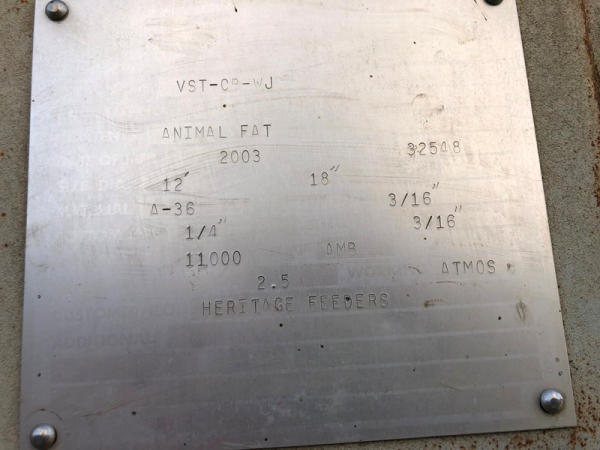 VST-CP-WJ
ANIMAL FAT
2003 32548
12' 18"
A-36 3/16"
1/4" 3/16"
11000 AMB
2.5 ATMOS
HERITAGE FEEDERS